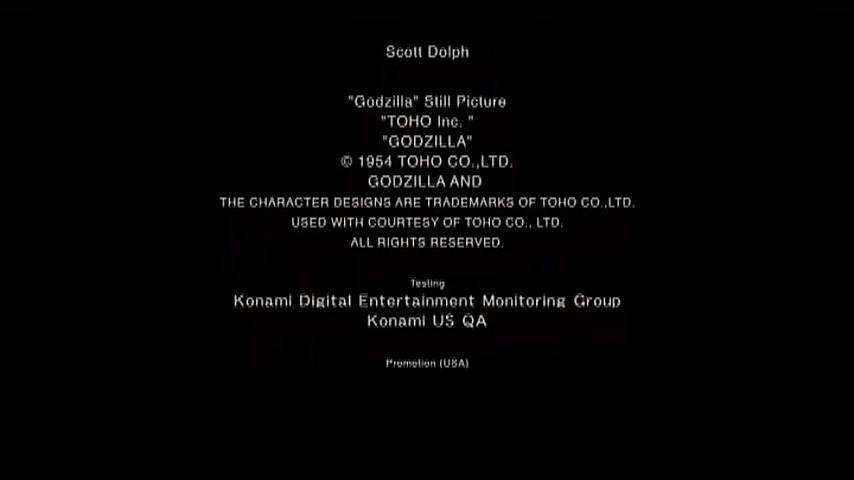 Scott Dolph
"Godzilla" Still Picture
"TOHO Inc. "
"GODZILLA"
© 1954 TOHO CO.,LTD.
GODZILLA AND
THE CHARACTER DESIGNS ARE TRADEMARKS OF TOHO CO.,LTD.
USED WITH COURTESY OF TOHO CO., LTD.
ALL RIGHTS RESERVED.
Testing
Konami Digital Entertainment Monitoring Group
Konami US QA
Promotion (USA)